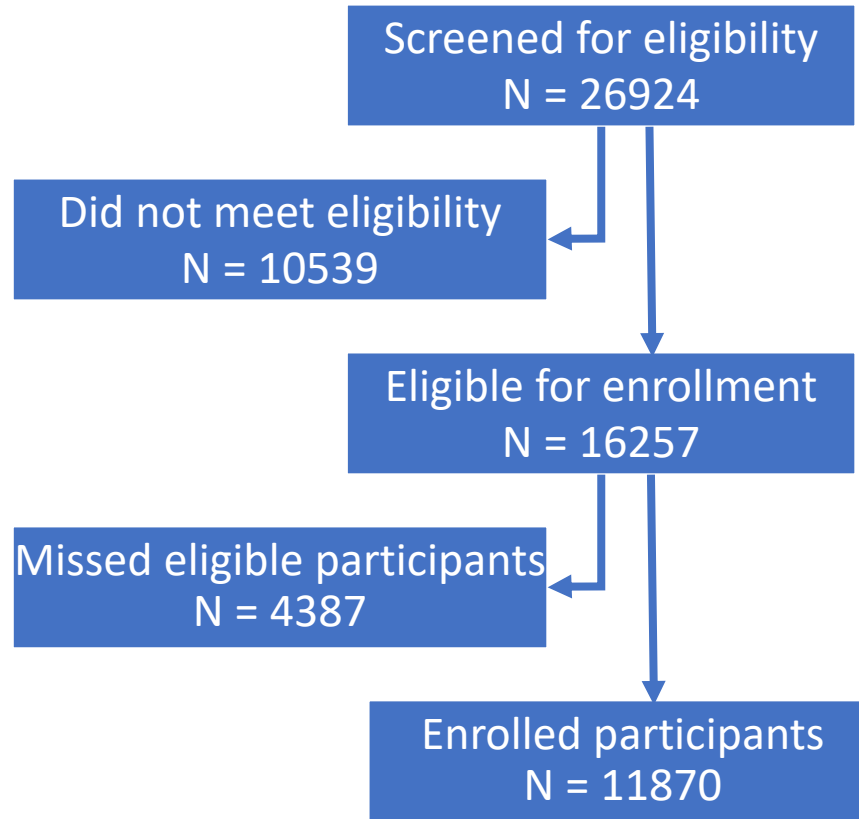 Screened for eligibility
N = 26924
Did not meet eligibility
N = 10539
Eligible for enrollment
N = 16257
Missed eligible participants
N = 4387
Enrolled participants
N = 11870